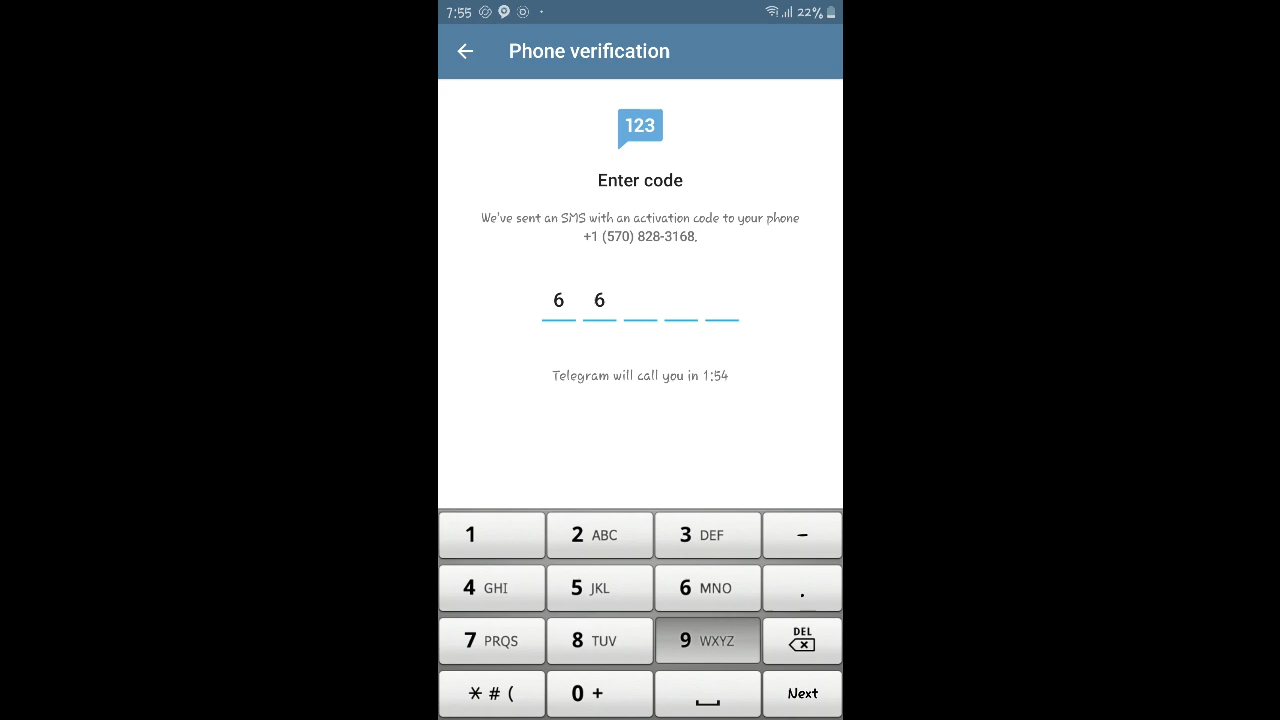 7:55 22%
Phone verification
123
Enter code
We've sent an SMS with an activation code to your phone
+1 (570) 828-3168.
6 6
Telegram will call you in 1:54
1 2 ABC 3 DEF -
4 GHI 5 JKL 6 MNO .
7 PRQS 8 TUV 9 WXYZ DEL
* # ( 0 + Next